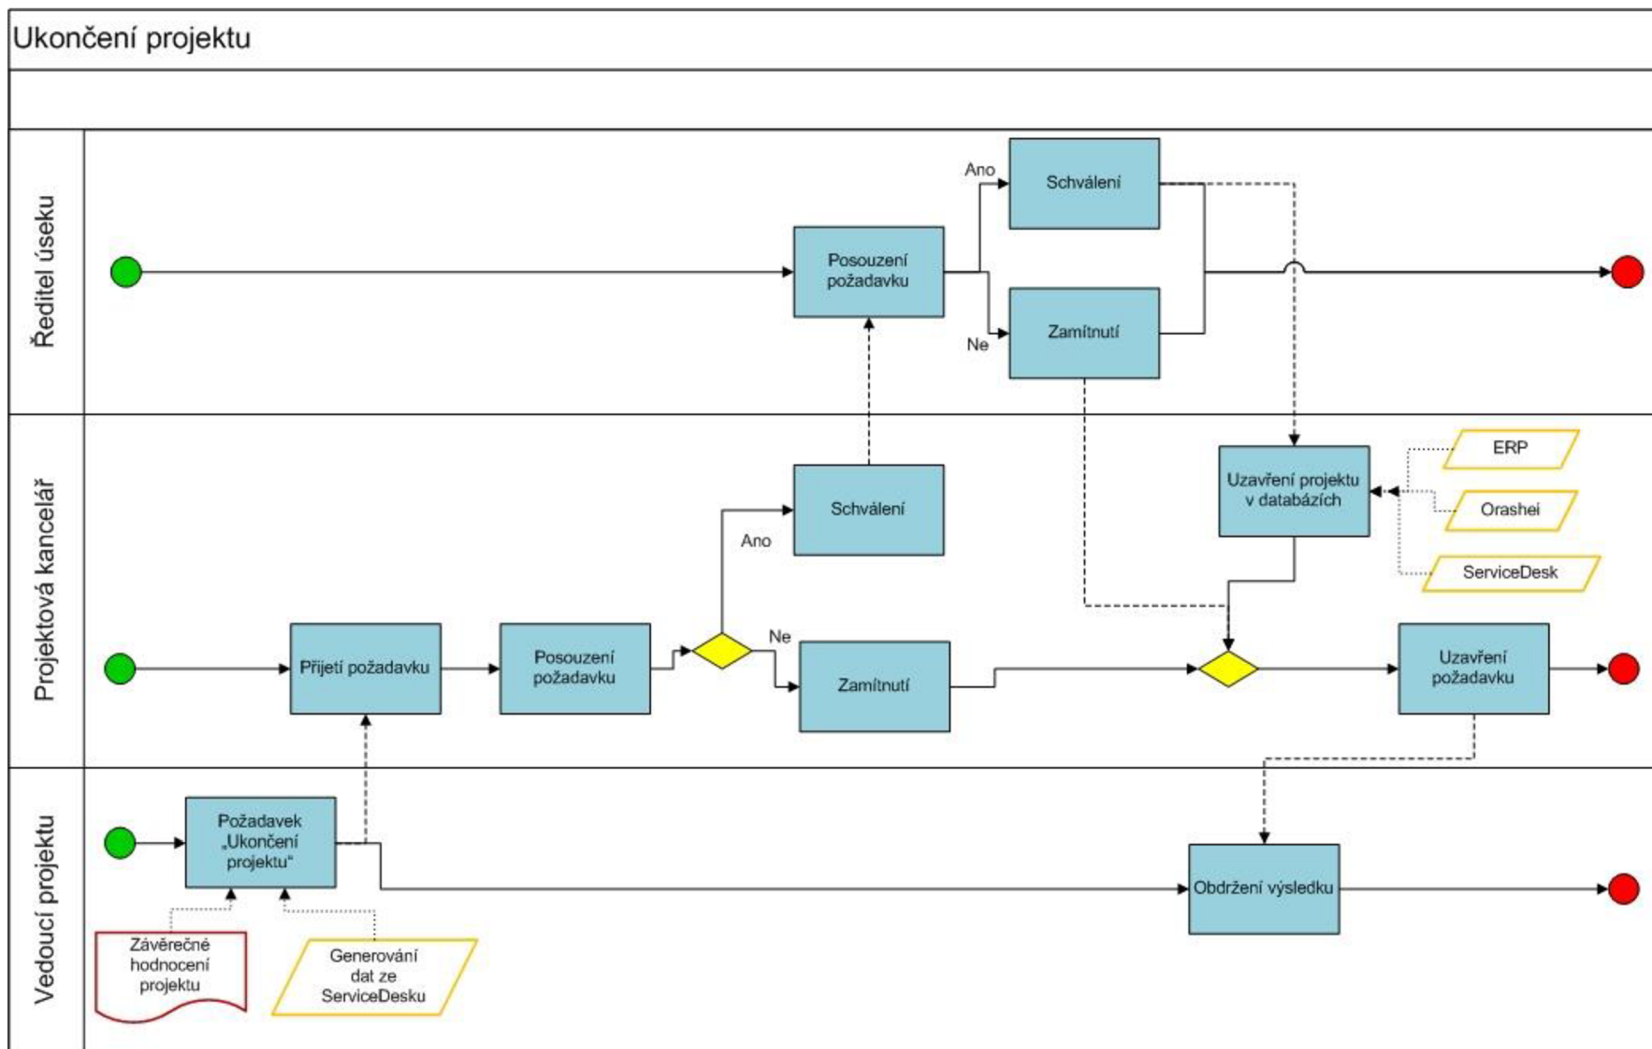 Ukončení projektu
Ředitel úseku
Posouzení
požadavku
Ano
Schválení
Ne
Zamítnutí
Projektová kancelář
Přijetí požadavku
Posouzení
požadavku
Ano
Schválení
Ne
Zamítnutí
Uzavření projektu
v databázích
ERP
Orashei
ServiceDesk
Uzavření
požadavku
Vedoucí projektu
Požadavek
„Ukončení
projektu“
Závěrečné
hodnocení
projektu
Generování
dat ze
ServiceDesku
Obdržení výsledku